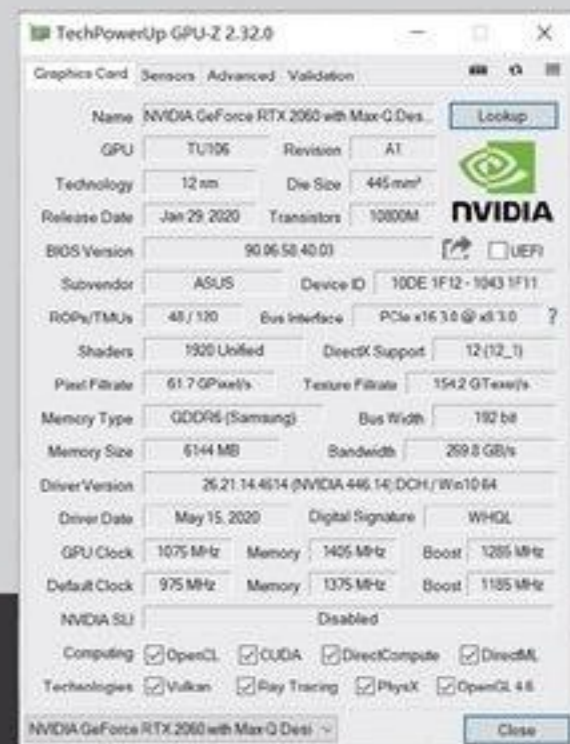 TechPowerUp GPU-Z 2.32.0
Graphics Card Sensors Advanced Validation
Name NVIDIA GeForce RTX 2060 with Max-Q Des... Lookup
GPU TU106 Revision A1
Technology 12 nm Die Size 445 mm²
Release Date Jan 29, 2020 Transistors 10800M
NVIDIA
BIOS Version 90.06.58.40.03 UEFI
Subvendor ASUS Device ID 10DE 1F12 - 1043 1F11
ROPs/TMUs 48 / 120 Bus Interface PCIe x16 3.0 @ x8 3.0 ?
Shaders 1920 Unified DirectX Support 12 (12_1)
Pixel Fillrate 61.7 GPixel/s Texture Fillrate 154.2 GTexel/s
Memory Type GDDR6 (Samsung) Bus Width 192 bit
Memory Size 6144 MB Bandwidth 269.8 GB/s
Driver Version 26.21.14.4614 (NVIDIA 446.14) DCH / Win10 64
Driver Date May 15, 2020 Digital Signature WHQL
GPU Clock 1075 MHz Memory 1405 MHz Boost 1285 MHz
Default Clock 975 MHz Memory 1375 MHz Boost 1185 MHz
NVIDIA SLI Disabled
Computing OpenCL CUDA DirectCompute DirectML
Technologies Vulkan Ray Tracing PhysX OpenGL 4.6
NVIDIA GeForce RTX 2060 with Max-Q Desi Close